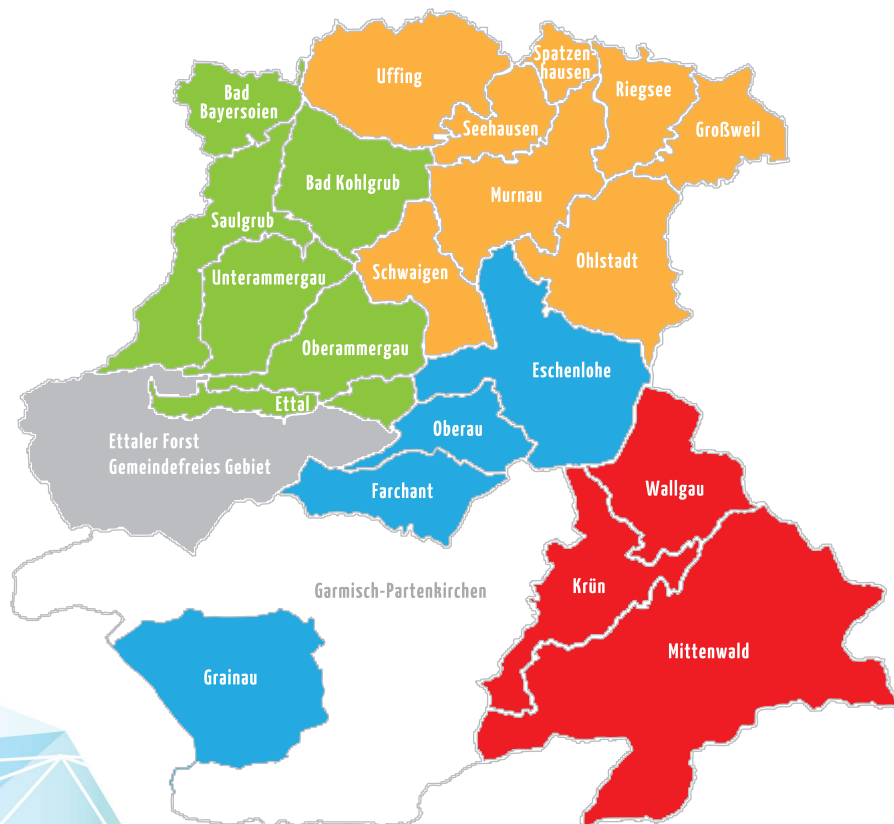 Uffing
Spatzen-
hausen
Riegsee
Bad
Bayersoien
Seehausen
Großweil
Bad Kohlgrub
Murnau
Saulgrub
Schwaigen
Ohlstadt
Unterammergau
Oberammergau
Eschenlohe
Ettal
Oberau
Ettaler Forst
Gemeindefreies Gebiet
Farchant
Wallgau
Garmisch-Partenkirchen
Krün
Mittenwald
Grainau